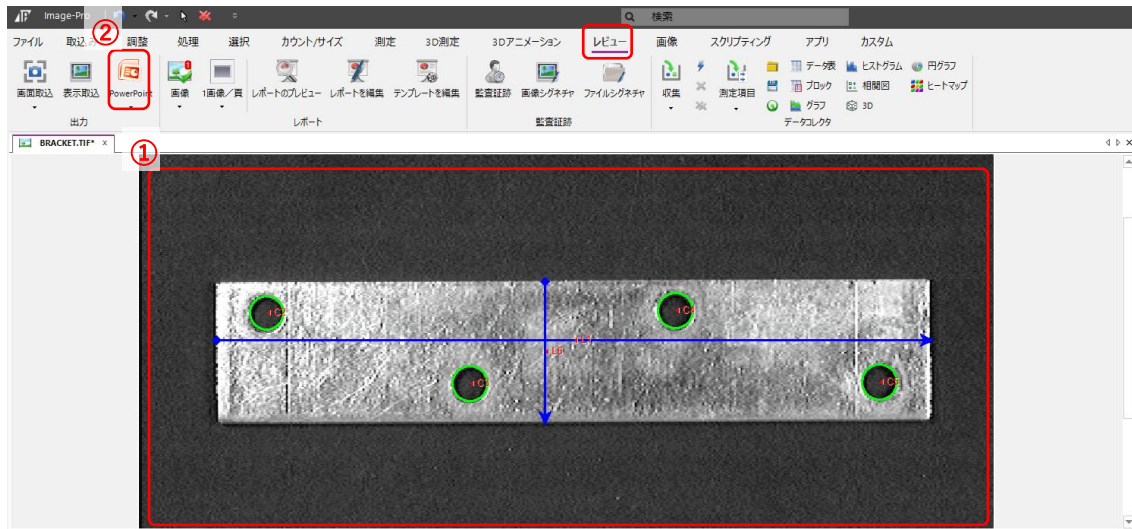 Image-Pro
検索
②
ファイル 取込み 調整 処理 選択 カウント/サイズ 測定 3D測定 3Dアニメーション レビュー 画像 スクリプティング アプリ カスタム
画面取込 表示取込 PowerPoint 画像 1画像/頁 レポートのプレビュー レポートを編集 テンプレートを編集 監査証跡 画像シグネチャ ファイルシグネチャ 収集 測定項目 データ表 ヒストグラム 円グラフ
ブロック 相関図 ヒートマップ
グラフ 3D
出力 レポート 監査証跡 データコレクタ
BRACKET.TIF* x
①
C2 C4
L1
L6
C5